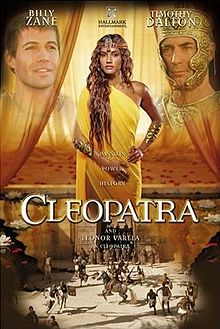 HALLMARK
ENTERTAINMENT
BILLY
ZANE
TIMOTHY
DALTON
PASSION
POWER
HISTORY
CLEOPATRA
AND
LEONOR VARELA
AS CLEOPATRA